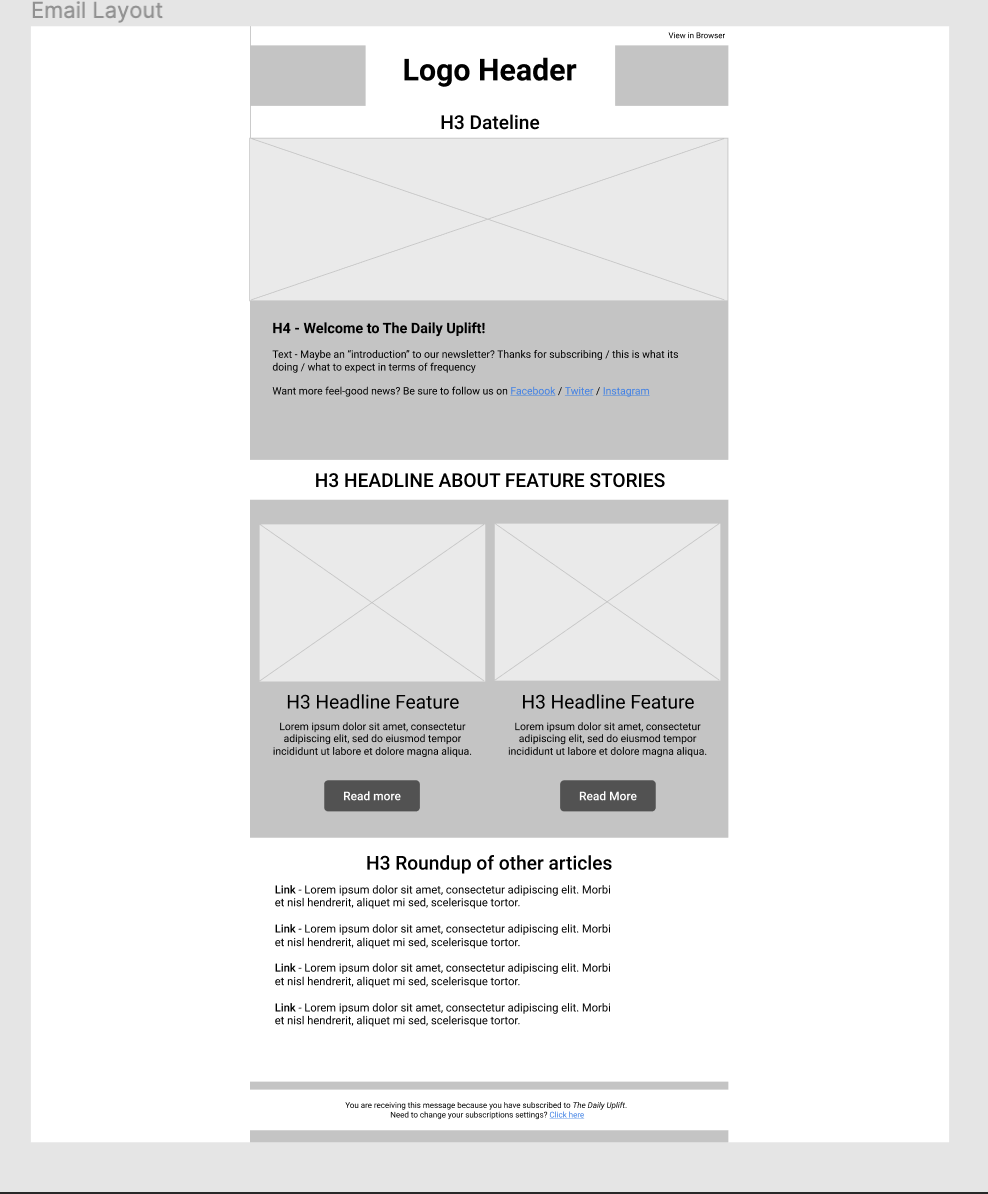 Email Layout
View in Browser
Logo Header
H3 Dateline
H4 - Welcome to The Daily Uplift!
Text - Maybe an “introduction” to our newsletter? Thanks for subscribing / this is what its
doing / what to expect in terms of frequency
Want more feel-good news? Be sure to follow us on Facebook / Twiter / Instagram
H3 HEADLINE ABOUT FEATURE STORIES
H3 Headline Feature
Lorem ipsum dolor sit amet, consectetur
adipiscing elit, sed do eiusmod tempor
incididunt ut labore et dolore magna aliqua.
Read more
H3 Headline Feature
Lorem ipsum dolor sit amet, consectetur
adipiscing elit, sed do eiusmod tempor
incididunt ut labore et dolore magna aliqua.
Read More
H3 Roundup of other articles
Link - Lorem ipsum dolor sit amet, consectetur adipiscing elit. Morbi
et nisl hendrerit, aliquet mi sed, scelerisque tortor.
Link - Lorem ipsum dolor sit amet, consectetur adipiscing elit. Morbi
et nisl hendrerit, aliquet mi sed, scelerisque tortor.
Link - Lorem ipsum dolor sit amet, consectetur adipiscing elit. Morbi
et nisl hendrerit, aliquet mi sed, scelerisque tortor.
Link - Lorem ipsum dolor sit amet, consectetur adipiscing elit. Morbi
et nisl hendrerit, aliquet mi sed, scelerisque tortor.
You are receiving this message because you have subscribed to The Daily Uplift.
Need to change your subscriptions settings? Click here